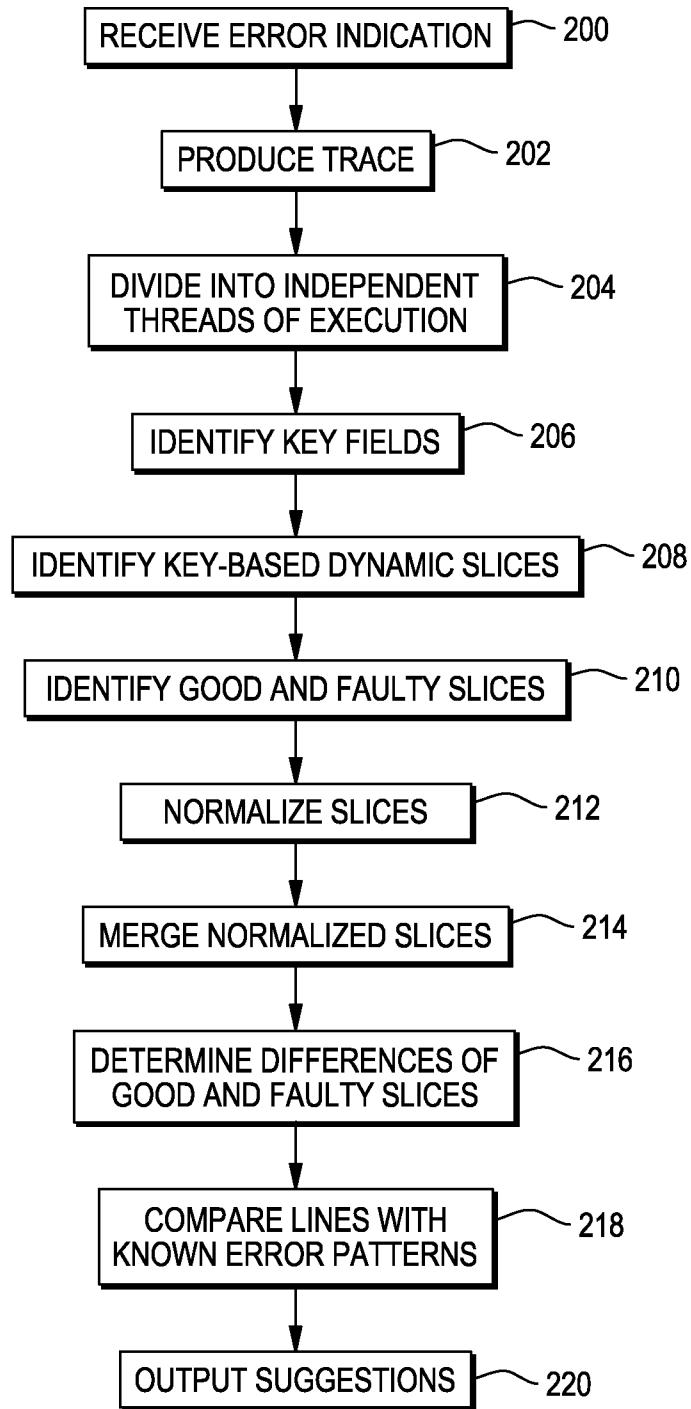 RECEIVE ERROR INDICATION
200
PRODUCE TRACE
202
DIVIDE INTO INDEPENDENT
THREADS OF EXECUTION
204
IDENTIFY KEY FIELDS
206
IDENTIFY KEY-BASED DYNAMIC SLICES
208
IDENTIFY GOOD AND FAULTY SLICES
210
NORMALIZE SLICES
212
MERGE NORMALIZED SLICES
214
DETERMINE DIFFERENCES OF
GOOD AND FAULTY SLICES
216
COMPARE LINES WITH
KNOWN ERROR PATTERNS
218
OUTPUT SUGGESTIONS
220